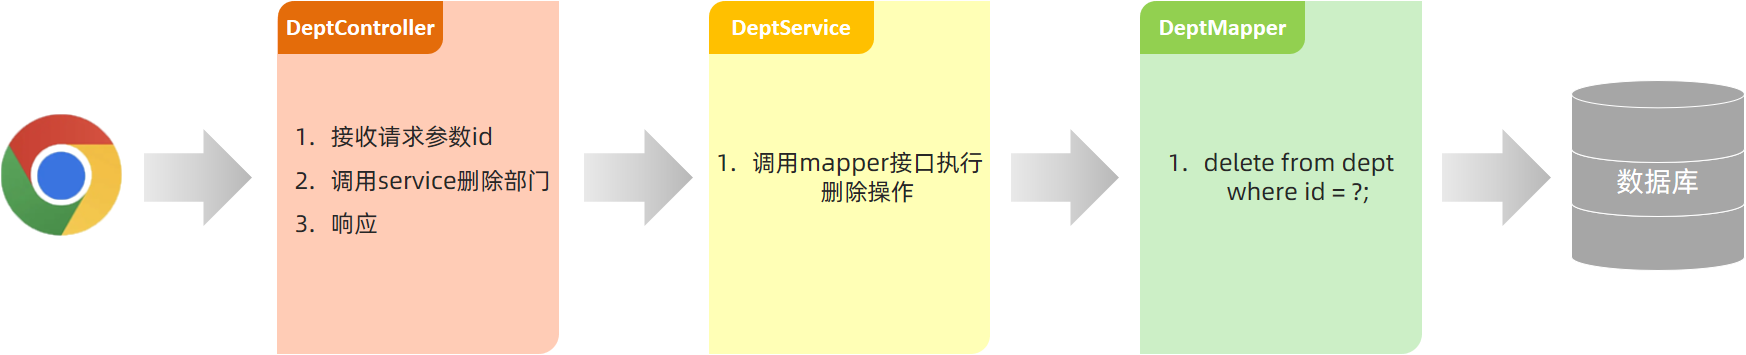 DeptController
1. 接收请求参数id
2. 调用service删除部门
3. 响应
DeptService
1. 调用mapper接口执行
删除操作
DeptMapper
1. delete from dept
where id = ?;
数据库